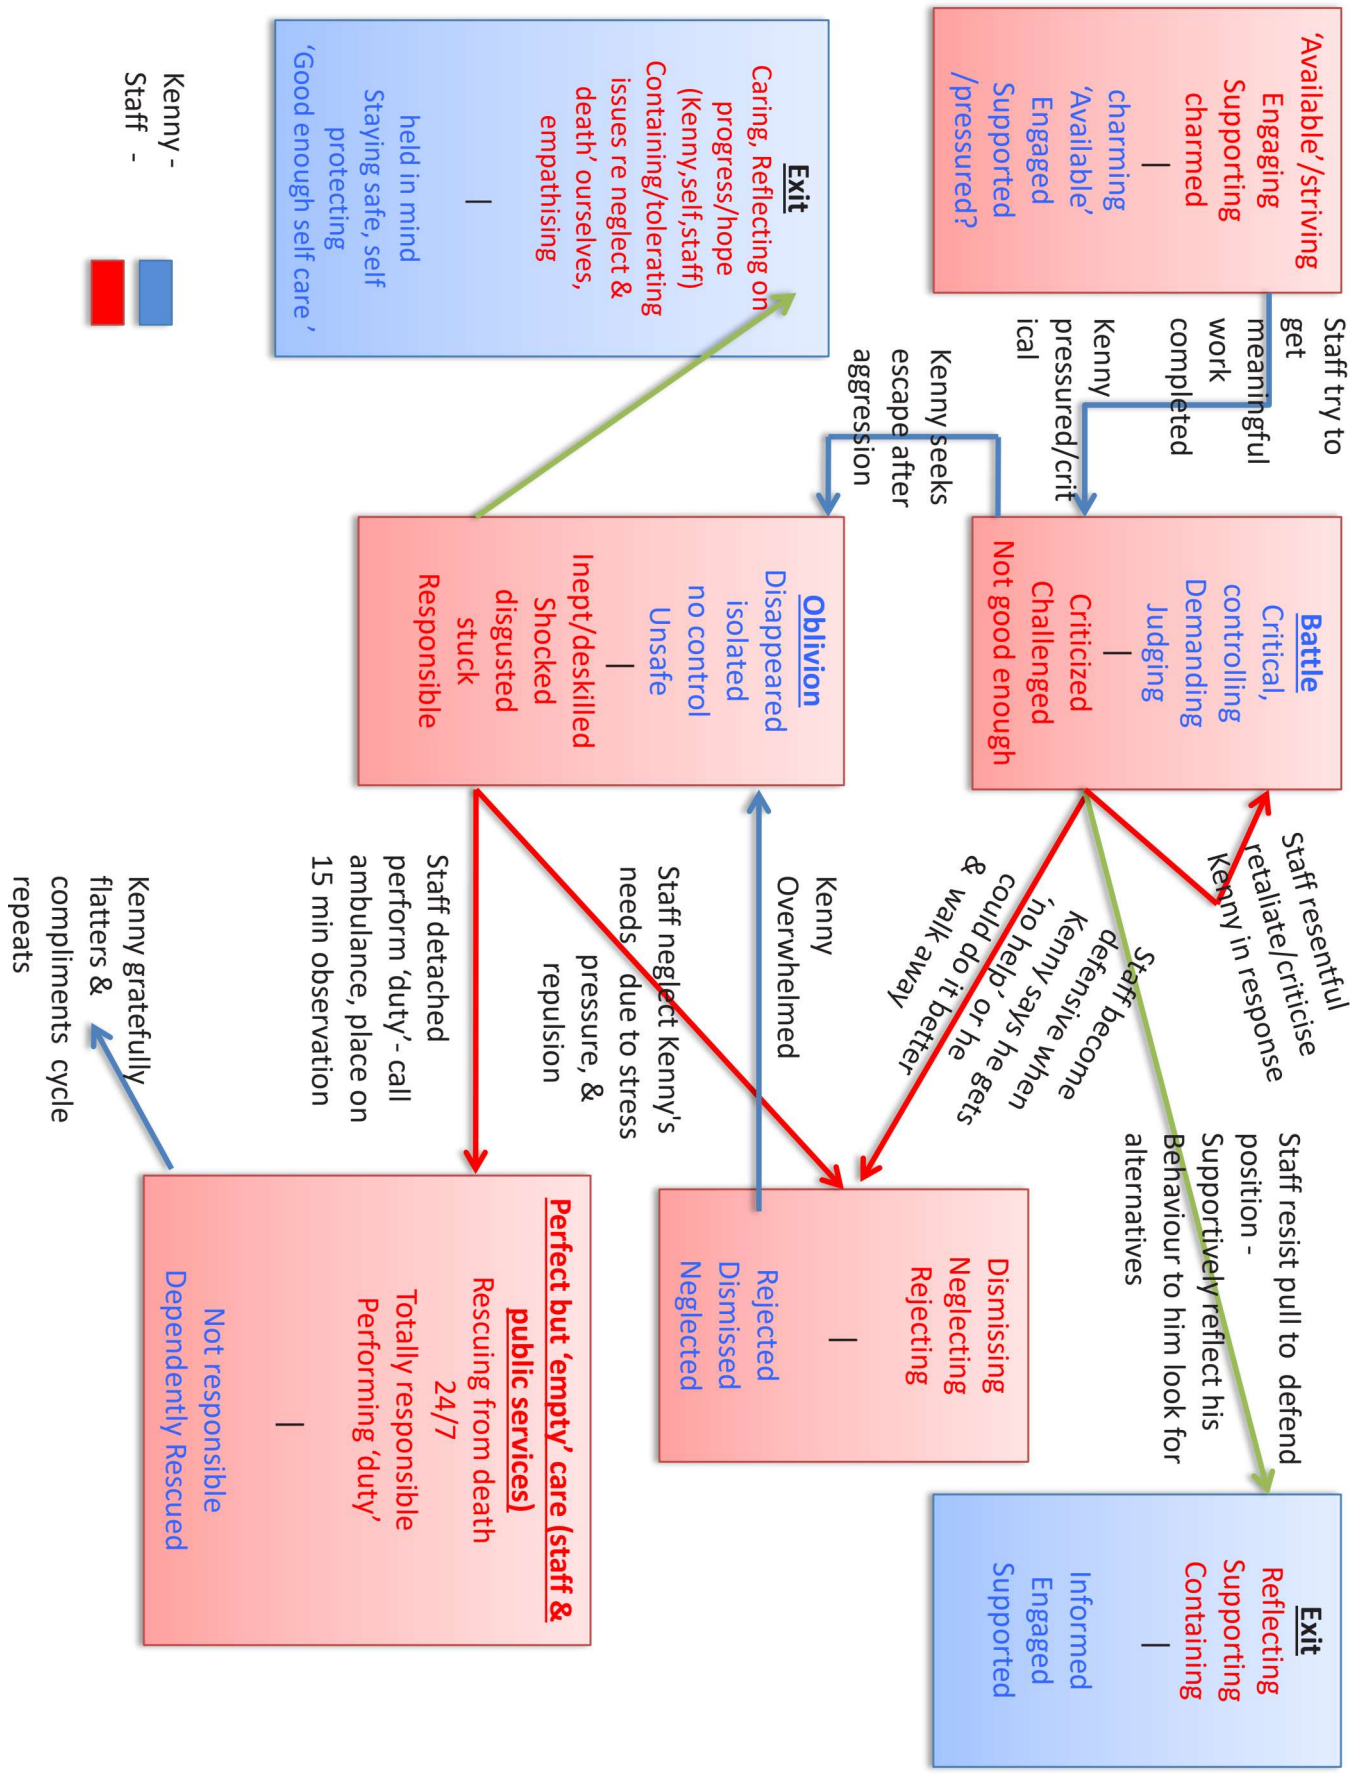 'Available'/striving
Engaging
Supporting
charmed
|
charming
'Available'
Engaged
Supported
/pressured?
Staff try to
get
meaningful
work
completed
Kenny
pressured/crit
ical
Battle
Critical,
controlling
Demanding
Judging
|
Criticized
Challenged
Not good enough
Staff resentful
retaliate/criticise
Kenny in response
Staff become
defensive when
Kenny says he gets
'no help' or he
could do it better
& walk away
Staff resist pull to defend
position -
Supportively reflect his
Behaviour to him look for
alternatives
Exit
Reflecting
Supporting
Containing
|
Informed
Engaged
Supported
Kenny seeks
escape after
aggression
Dismissing
Neglecting
Rejecting
|
Rejected
Dismissed
Neglected
Exit
Caring, Reflecting on
progress/hope
(Kenny,self,staff)
Containing/tolerating
issues re neglect &
death' ourselves,
empathising
|
held in mind
Staying safe, self
protecting
'Good enough self care '
Oblivion
Disappeared
isolated
no control
Unsafe
|
Inept/deskilled
Shocked
disgusted
stuck
Responsible
Kenny
Overwhelmed
Staff neglect Kenny's
needs due to stress
pressure, &
repulsion
Staff detached
perform 'duty'- call
ambulance, place on
15 min observation
Perfect but 'empty' care (staff &
public services)
Rescuing from death
24/7
Totally responsible
Performing 'duty'
|
Not responsible
Dependently Rescued
Kenny gratefully
flatters &
compliments cycle
repeats
Kenny -
Staff -